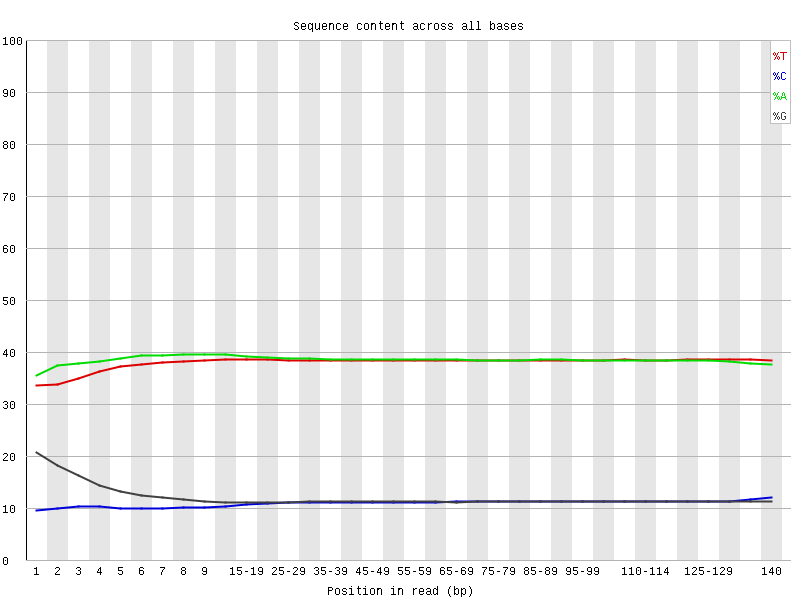 Sequence content across all bases
100
90
80
70
60
50
40
30
20
10
0
%T
%C
%A
%G
1 2 3 4 5 6 7 8 9 15-19 25-29 35-39 45-49 55-59 65-69 75-79 85-89 95-99 110-114 125-129 140
Position in read (bp)